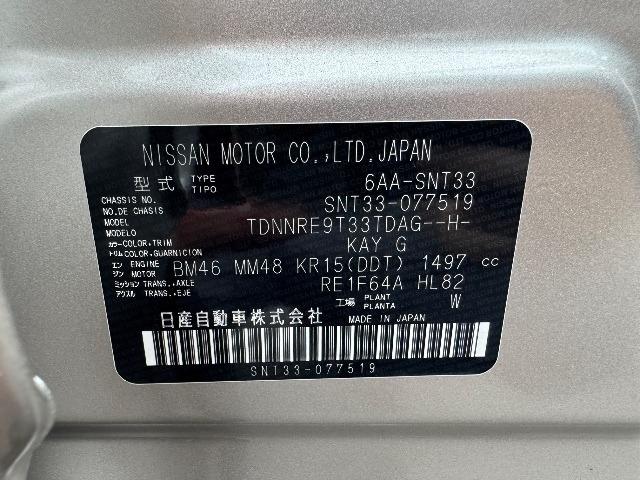 NISSAN MOTOR CO.,LTD.JAPAN
型式 TYPE TIPO 6AA-SNT33
CHASSIS NO. NO.DE CHASIS SNT33-077519
MODEL MODELO TDNNRE9T33TDAG--H-
カラー COLOR,TRIM トリム COLOR,GUARNICION KAY G
エンジン ENGINE MOTOR BM46 MM48 KR15(DDT) 1497 cc
ミッション TRANS.,AXLE アクスル TRANS.,EJE RE1F64A HL82
工場 PLANT PLANTA W
日産自動車株式会社 MADE IN JAPAN
SNT33-077519